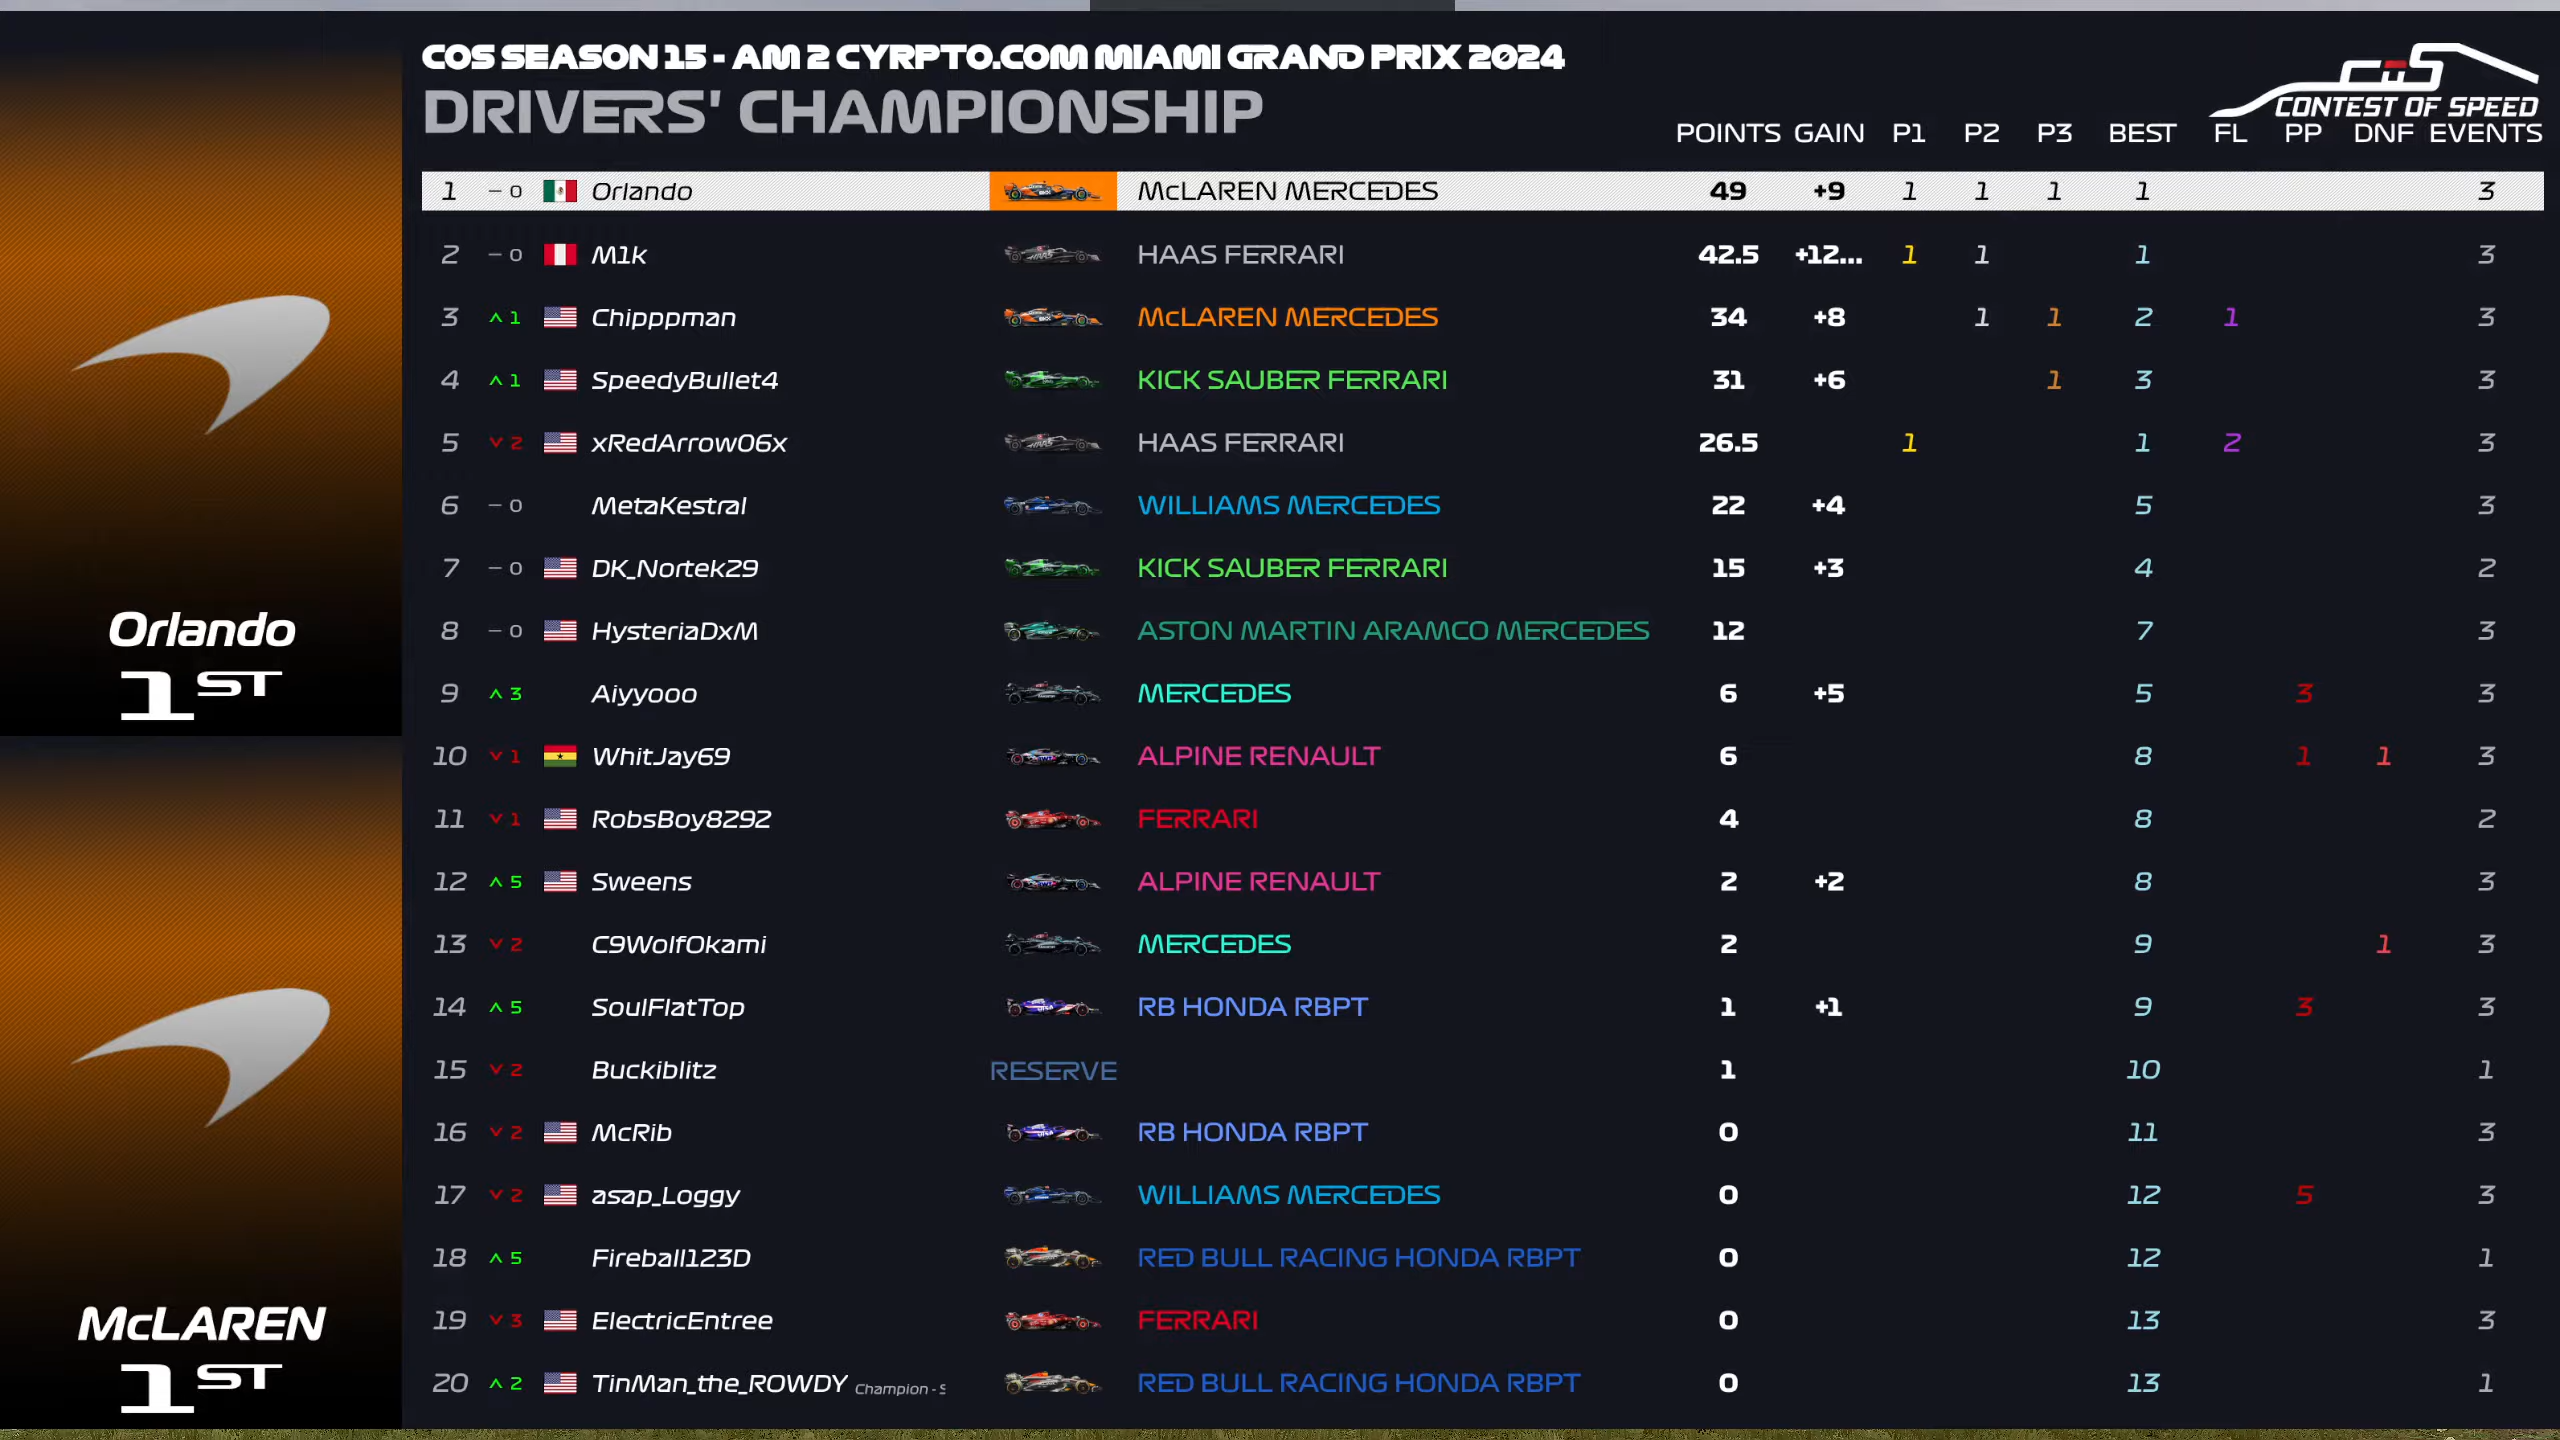 COS SEASON 15 - AM 2 CYRPTO.COM MIAMI GRAND PRIX 2024
DRIVERS' CHAMPIONSHIP
COS
CONTEST OF SPEED
POINTS GAIN P1 P2 P3 BEST FL PP DNF EVENTS
1 – 0 Orlando McLAREN MERCEDES 49 +9 1 1 1 1 3
2 – 0 M1k HAAS FERRARI 42.5 +12... 1 1 1 3
3 ^ 1 Chipppman McLAREN MERCEDES 34 +8 1 1 2 1 3
4 ^ 1 SpeedyBullet4 KICK SAUBER FERRARI 31 +6 1 3 3
5 v 2 xRedArrow06x HAAS FERRARI 26.5 1 1 2 3
6 – 0 MetaKestral WILLIAMS MERCEDES 22 +4 5 3
7 – 0 DK_Nortek29 KICK SAUBER FERRARI 15 +3 4 2
8 – 0 HysteriaDxM ASTON MARTIN ARAMCO MERCEDES 12 7 3
9 ^ 3 Aiyyooo MERCEDES 6 +5 5 3 3
10 v 1 WhitJay69 ALPINE RENAULT 6 8 1 1 3
11 v 1 RobsBoy8292 FERRARI 4 8 2
12 ^ 5 Sweens ALPINE RENAULT 2 +2 8 3
13 v 2 C9WolfOkami MERCEDES 2 9 1 3
14 ^ 5 SoulFlatTop RB HONDA RBPT 1 +1 9 3 3
15 v 2 Buckiblitz RESERVE 1 10 1
16 v 2 McRib RB HONDA RBPT 0 11 3
17 v 2 asap_Loggy WILLIAMS MERCEDES 0 12 5 3
18 ^ 5 Fireball123D RED BULL RACING HONDA RBPT 0 12 1
19 v 3 ElectricEntree FERRARI 0 13 3
20 ^ 2 TinMan_the_ROWDY Champion - S RED BULL RACING HONDA RBPT 0 13 1
Orlando
1ST
McLAREN
1ST